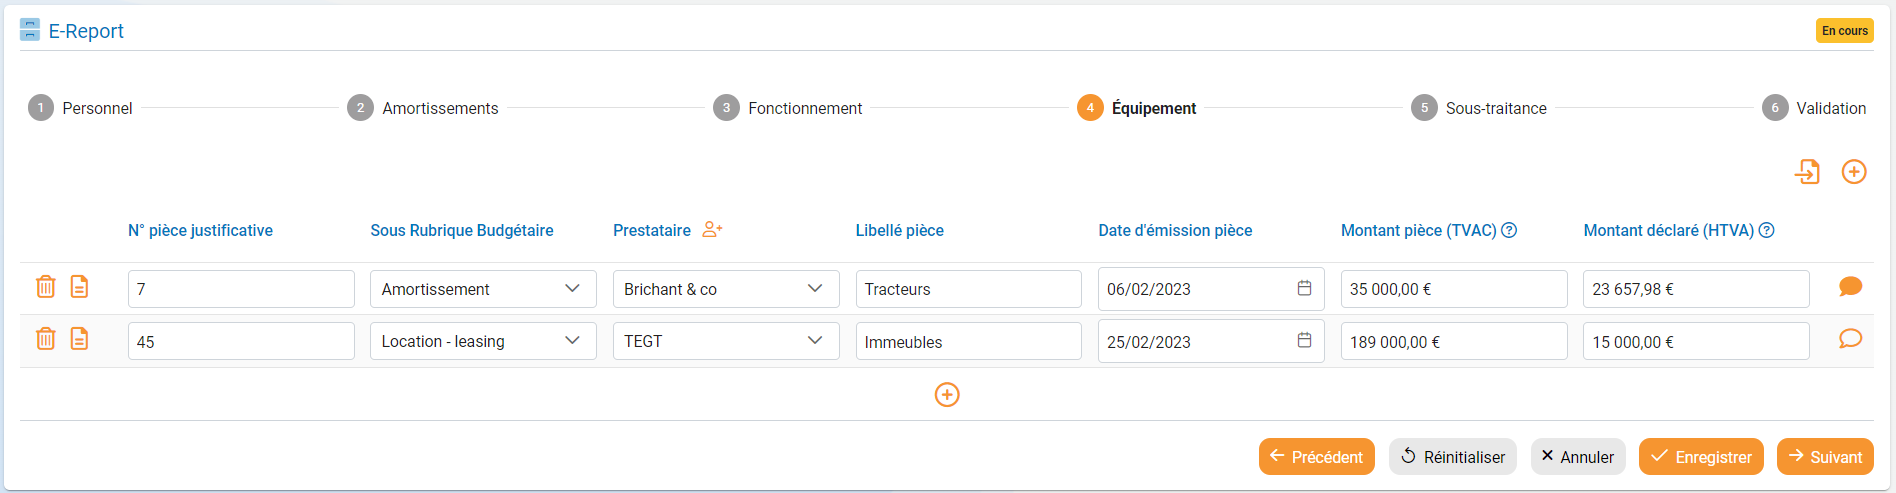 E-Report
En cours
1 Personnel 2 Amortissements 3 Fonctionnement 4 Équipement 5 Sous-traitance 6 Validation
N° pièce justificative Sous Rubrique Budgétaire Prestataire Libellé pièce Date d'émission pièce Montant pièce (TVAC) Montant déclaré (HTVA)
7 Amortissement Brichant & co Tracteurs 06/02/2023 35 000,00 € 23 657,98 €
45 Location - leasing TEGT Immeubles 25/02/2023 189 000,00 € 15 000,00 €
Précédent Réinitialiser Annuler Enregistrer Suivant